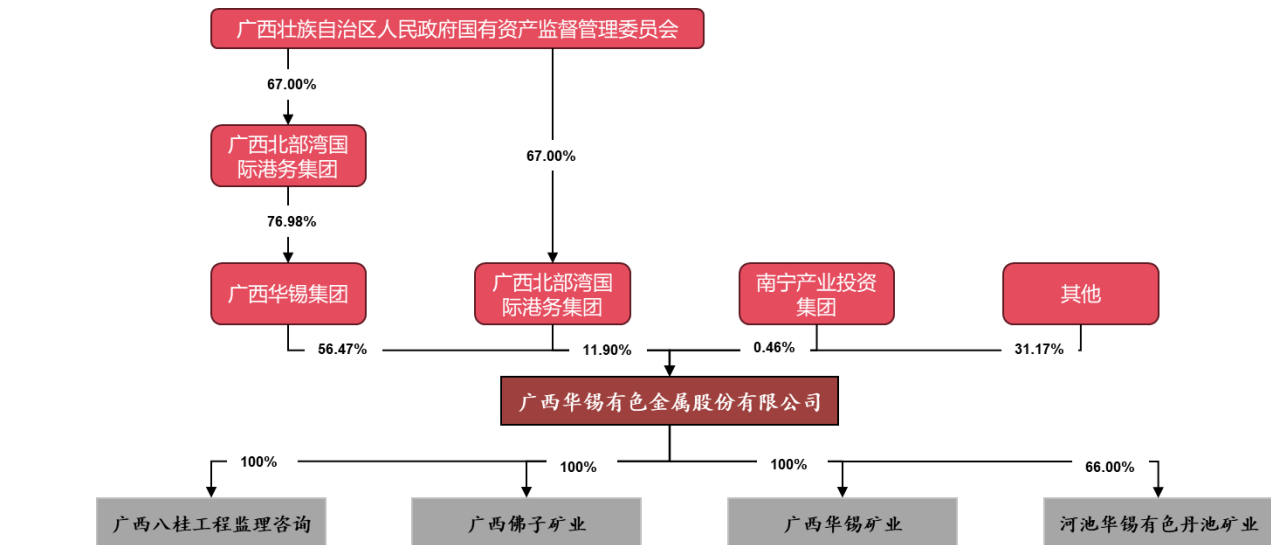 广西壮族自治区人民政府国有资产监督管理委员会
67.00%
广西北部湾国
际港务集团
67.00%
76.98%
广西华锡集团
广西北部湾国
际港务集团
南宁产业投资
集团
其他
56.47%
11.90%
0.46%
31.17%
广西华锡有色金属股份有限公司
100%
100%
100%
66.00%
广西八桂工程监理咨询
广西佛子矿业
广西华锡矿业
河池华锡有色丹池矿业